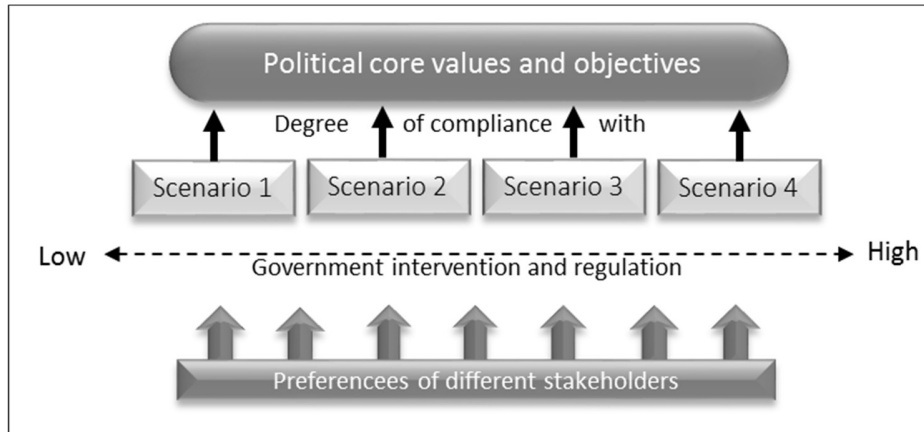 Political core values and objectives
Degree of compliance with
Scenario 1 Scenario 2 Scenario 3 Scenario 4
Low High
Government intervention and regulation
Preferencees of different stakeholders